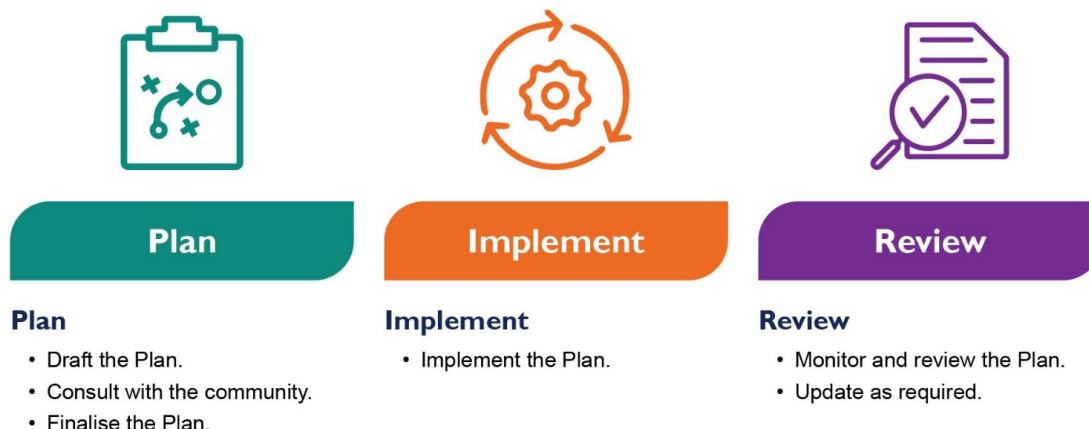 Plan
Implement
Review
Plan
• Draft the Plan.
• Consult with the community.
• Finalise the Plan.
Implement
• Implement the Plan.
Review
• Monitor and review the Plan.
• Update as required.